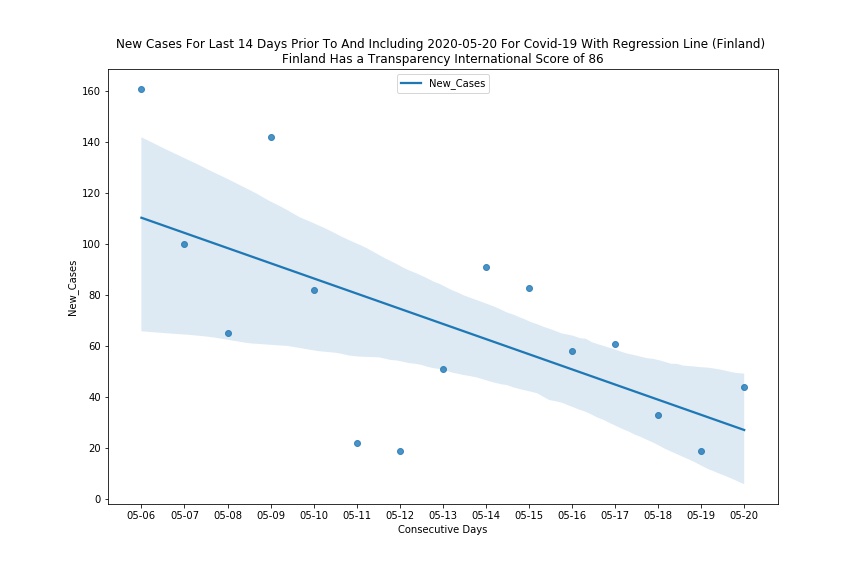 New Cases For Last 14 Days Prior To And Including 2020-05-20 For Covid-19 With Regression Line (Finland)
Finland Has a Transparency International Score of 86
New_Cases
160
140
120
100
80
60
40
20
0
New_Cases
05-06 05-07 05-08 05-09 05-10 05-11 05-12 05-13 05-14 05-15 05-16 05-17 05-18 05-19 05-20
Consecutive Days